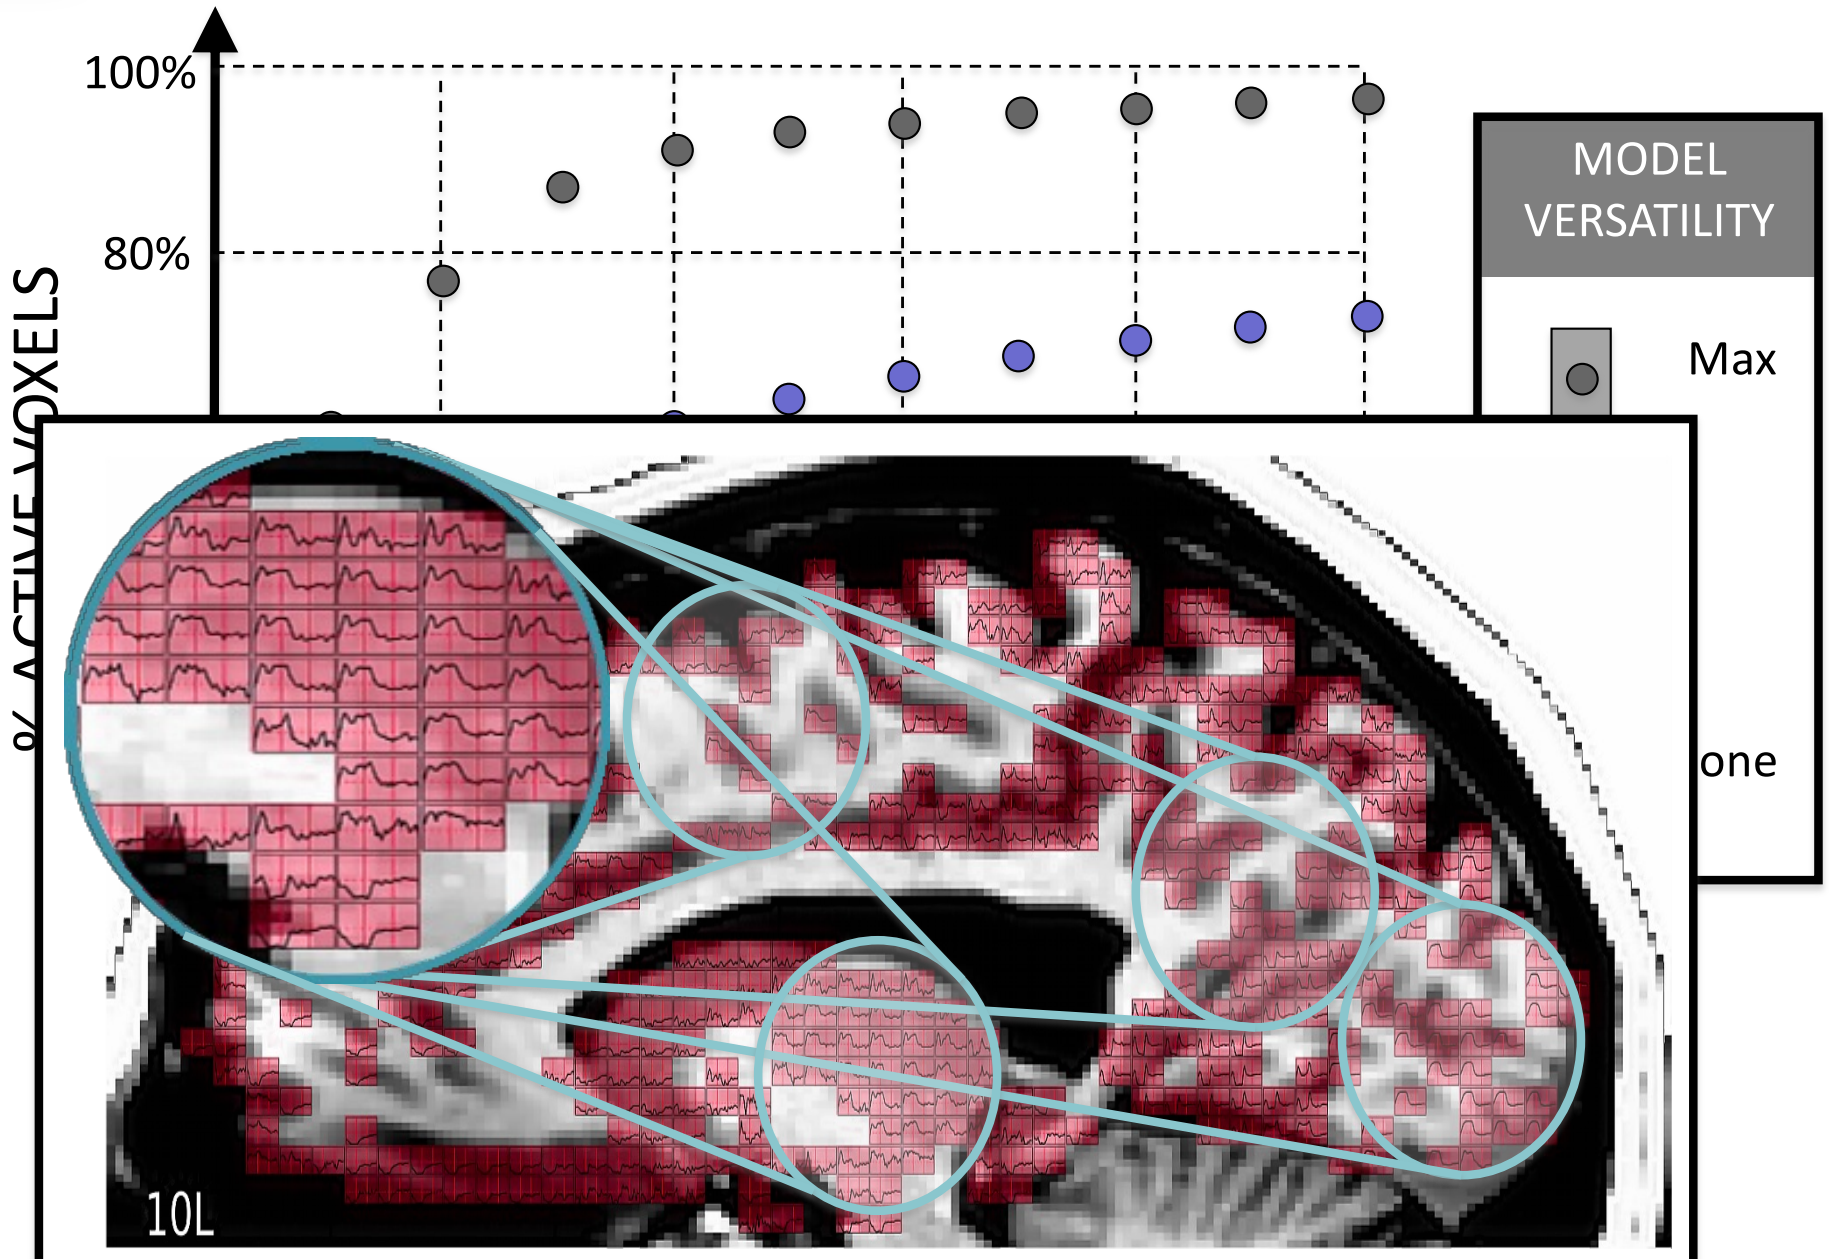 100%
80%
% ACTIVE VOXELS
MODEL
VERSATILITY
Max
one
10L